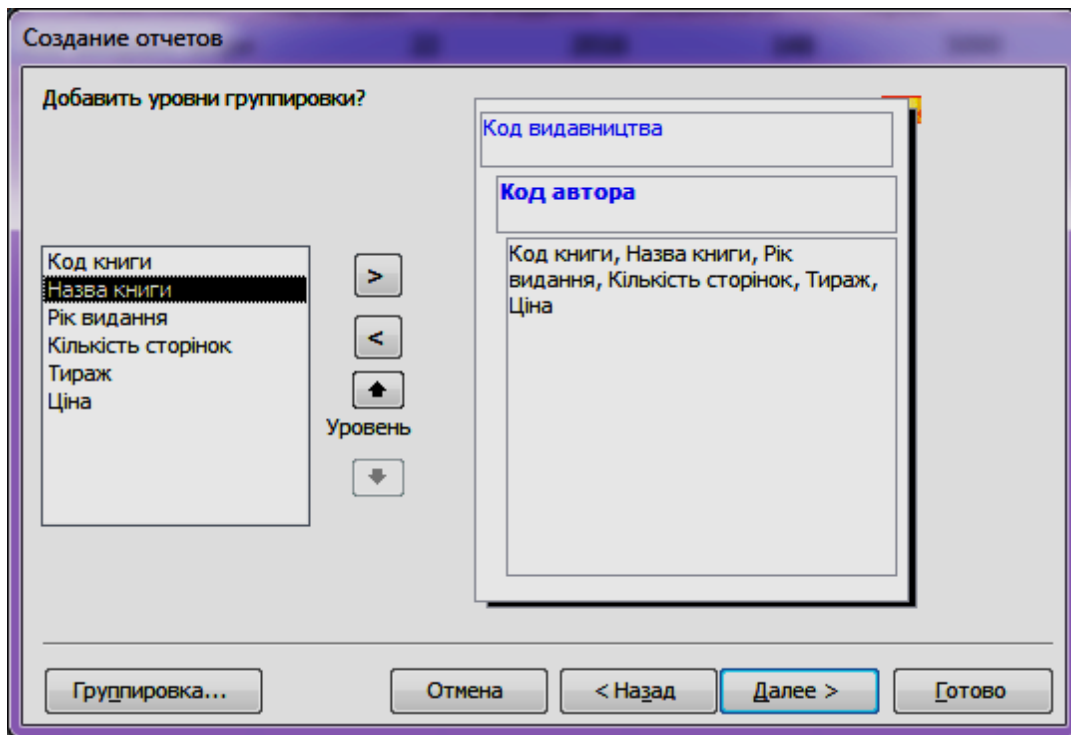 Создание отчетов
Добавить уровни группировки?
Код видавництва
Код автора
Код книги, Назва книги, Рік
видання, Кількість сторінок, Тираж,
Ціна
Код книги
Назва книги
Рік видання
Кількість сторінок
Тираж
Ціна
>
<
Уровень
Группировка...
Отмена
< Назад
Далее >
Готово